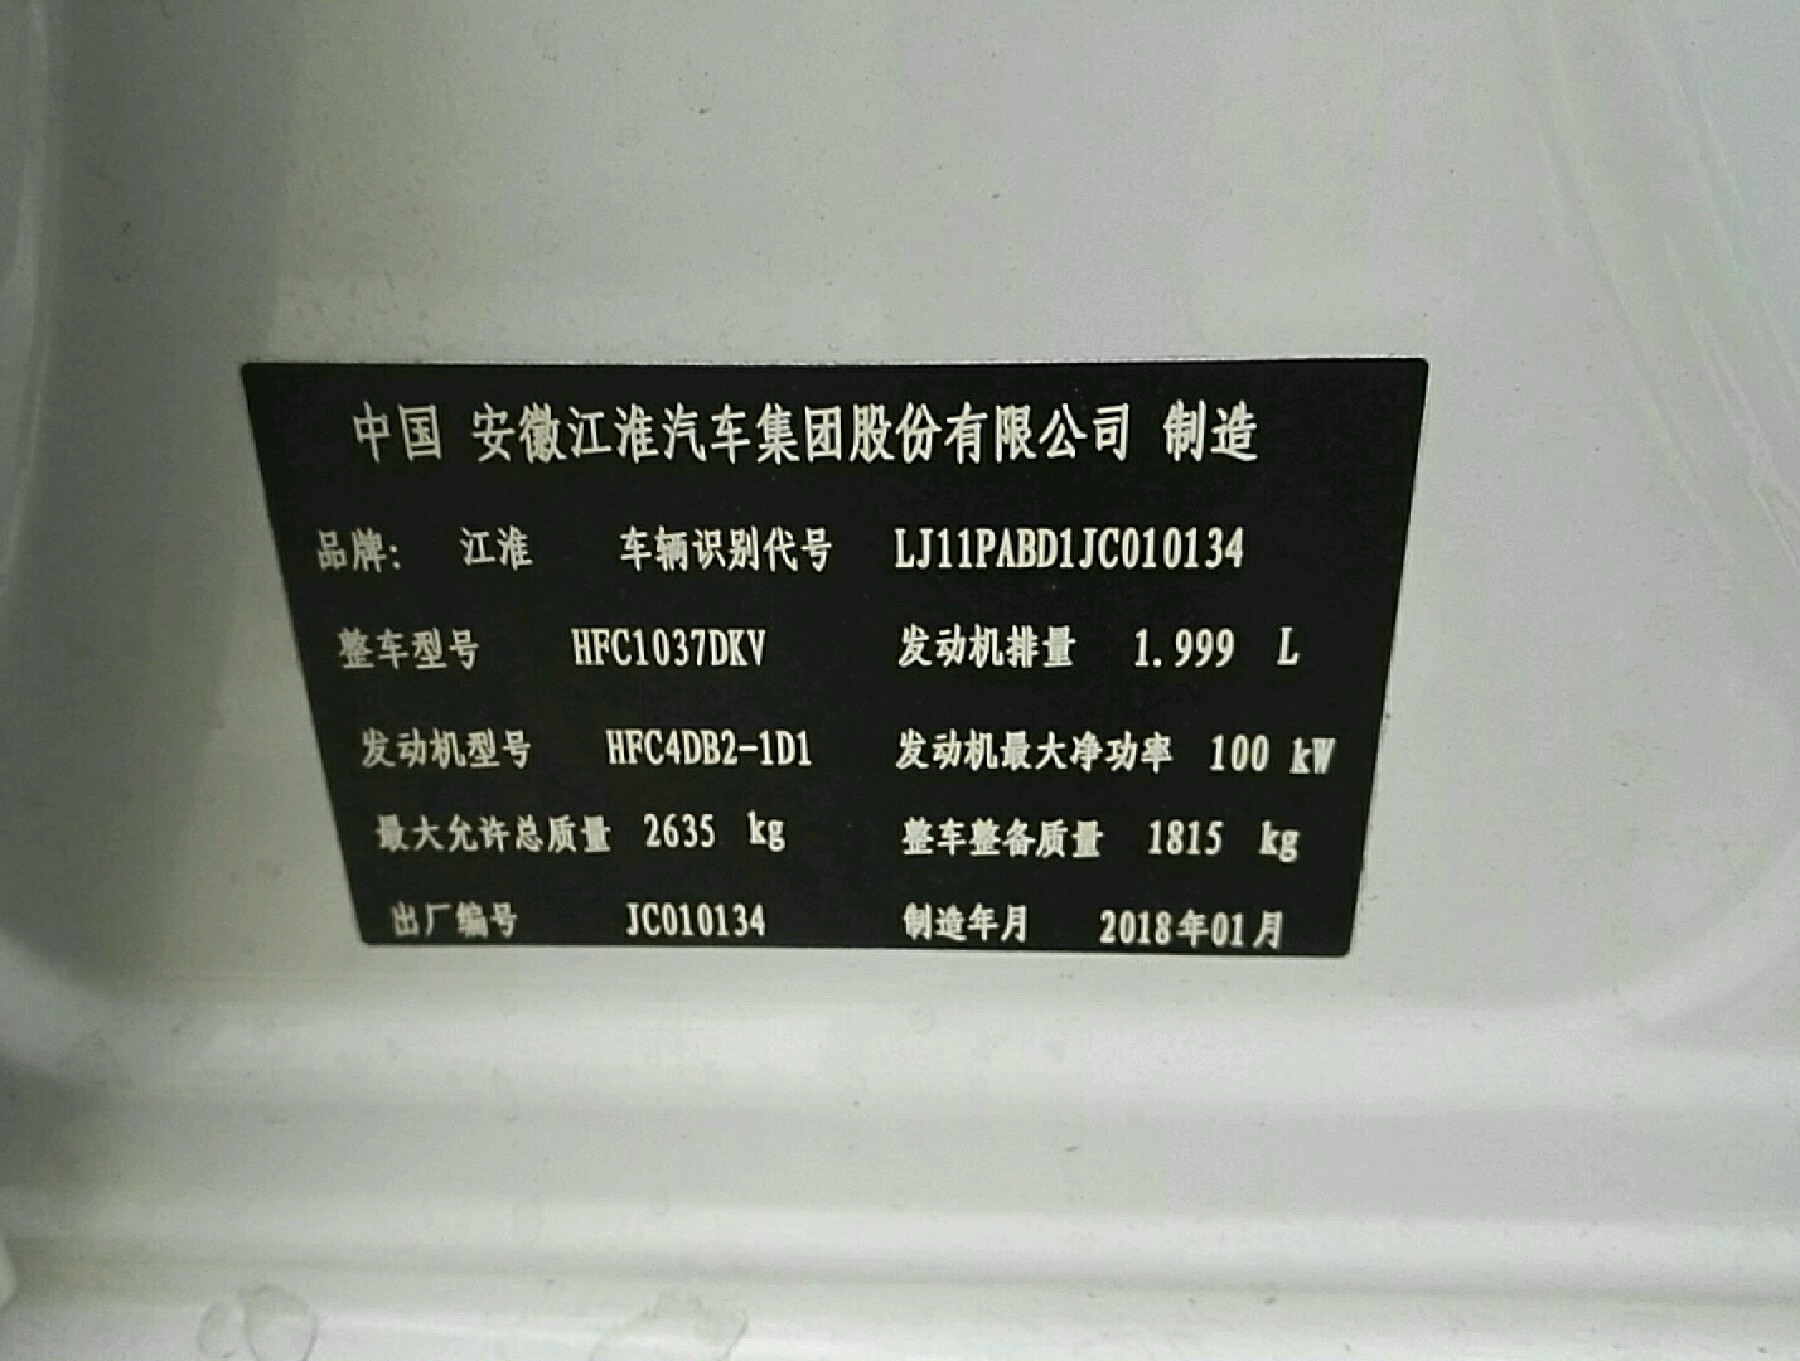 中国 安徽江淮汽车集团股份有限公司 制造
品牌: 江淮 车辆识别代号 LJ11PABD1JC010134
整车型号 HFC1037DKV 发动机排量 1.999 L
发动机型号 HFC4DB2-1D1 发动机最大净功率 100 kW
最大允许总质量 2635 kg 整车整备质量 1815 kg
出厂编号 JC010134 制造年月 2018年01月